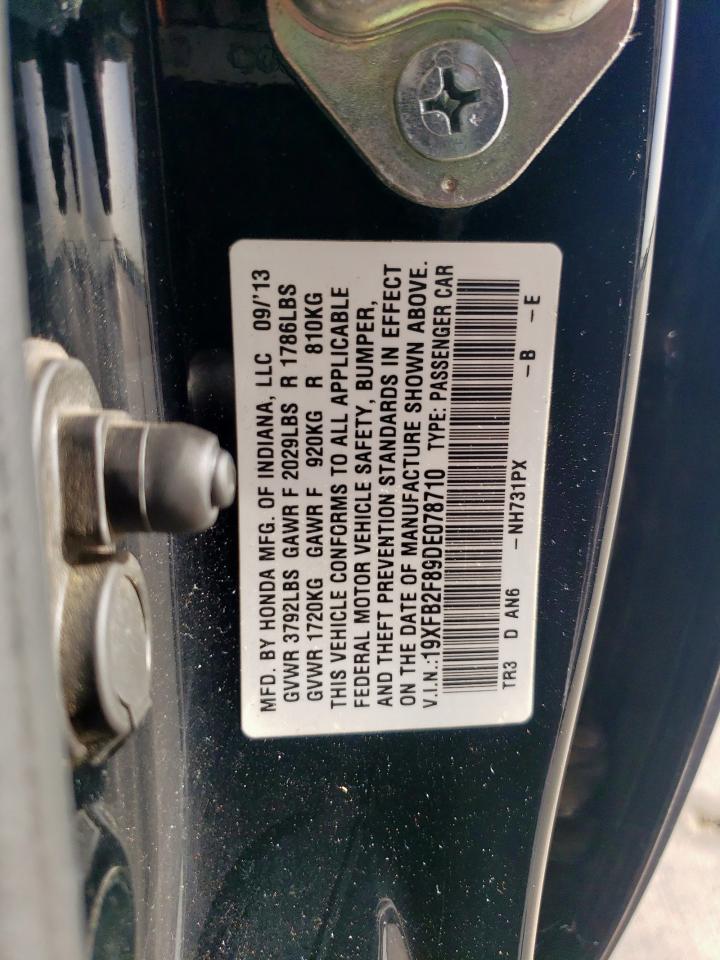 MFD. BY HONDA MFG. OF INDIANA, LLC 09/'13
GVWR 3792LBS GAWR F 2029LBS R 1786LBS
GVWR 1720KG GAWR F 920KG R 810KG
THIS VEHICLE CONFORMS TO ALL APPLICABLE
FEDERAL MOTOR VEHICLE SAFETY, BUMPER,
AND THEFT PREVENTION STANDARDS IN EFFECT
ON THE DATE OF MANUFACTURE SHOWN ABOVE.
V.I.N.:19XFB2F89DE078710 TYPE: PASSENGER CAR
TR3 D AN6 -NH731PX -B -E